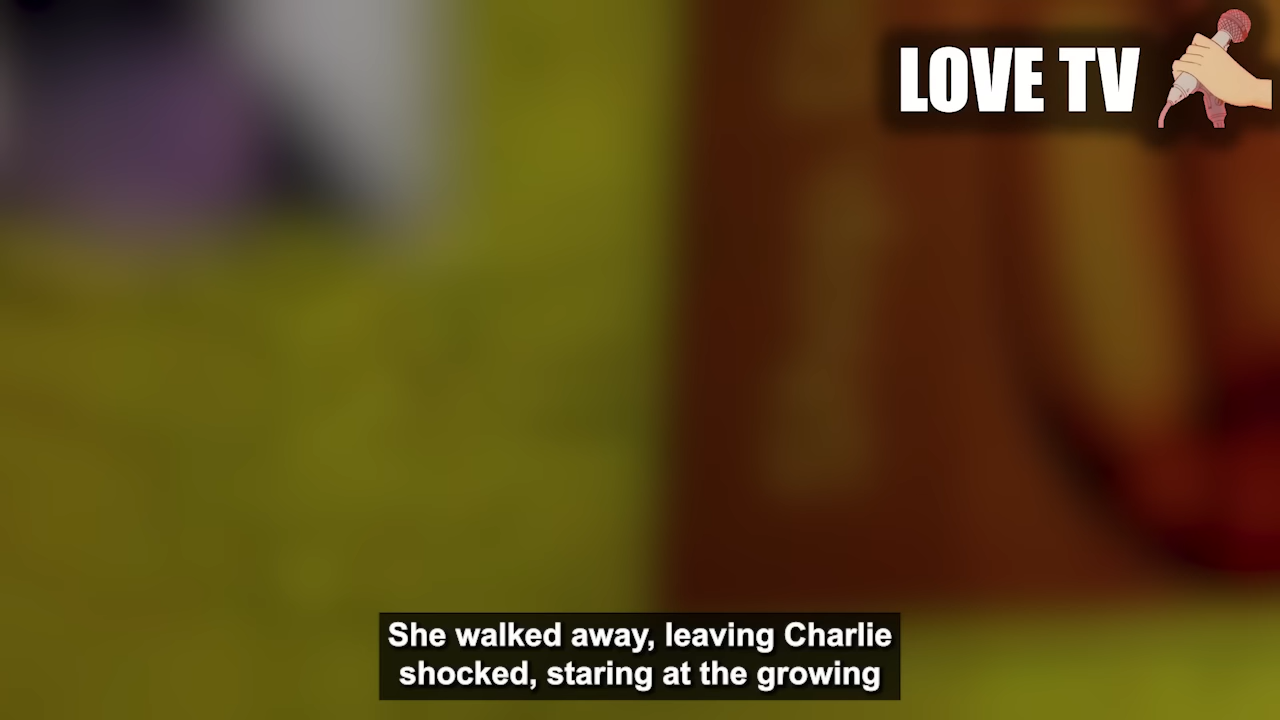 LOVE TV
She walked away, leaving Charlie
shocked, staring at the growing